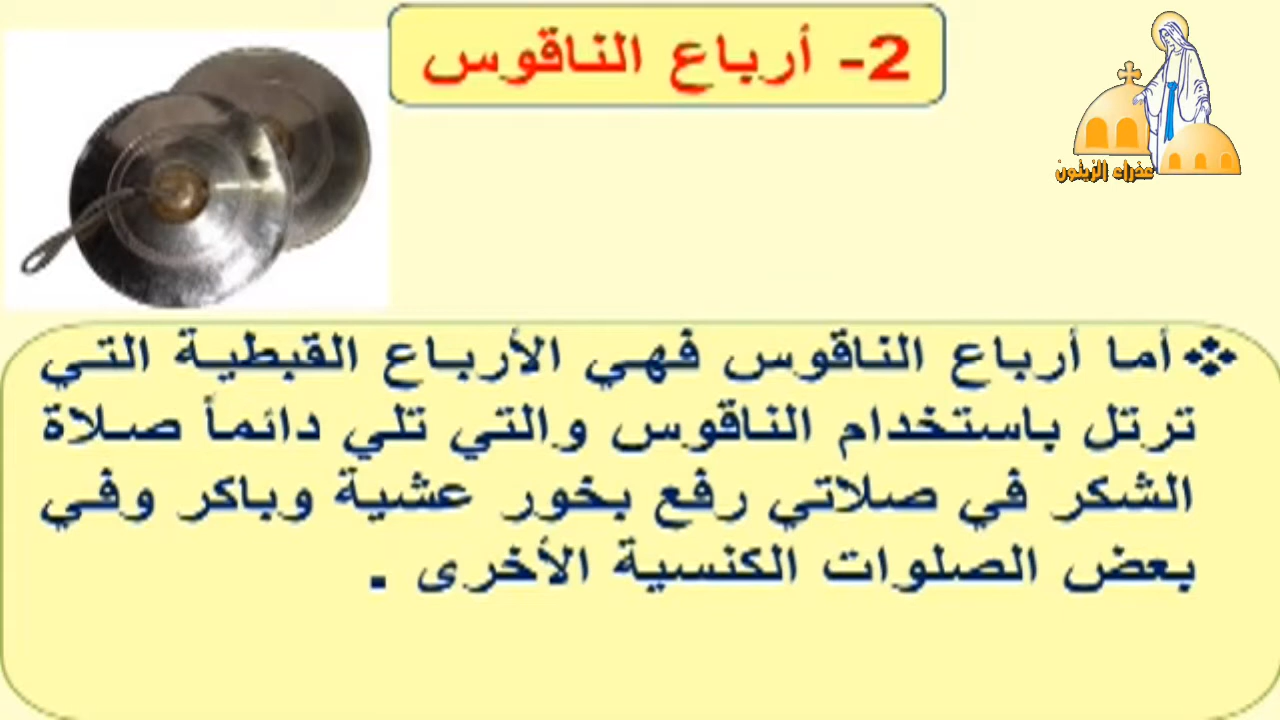 2- أرباع الناقوس
عذراء الزيتون
❖ أما أرباع الناقوس فهي الأرباع القبطية التي
ترتل باستخدام الناقوس والتي تلي دائماً صلاة
الشكر في صلاتي رفع بخور عشية وباكر وفي
بعض الصلوات الكنسية الأخرى .